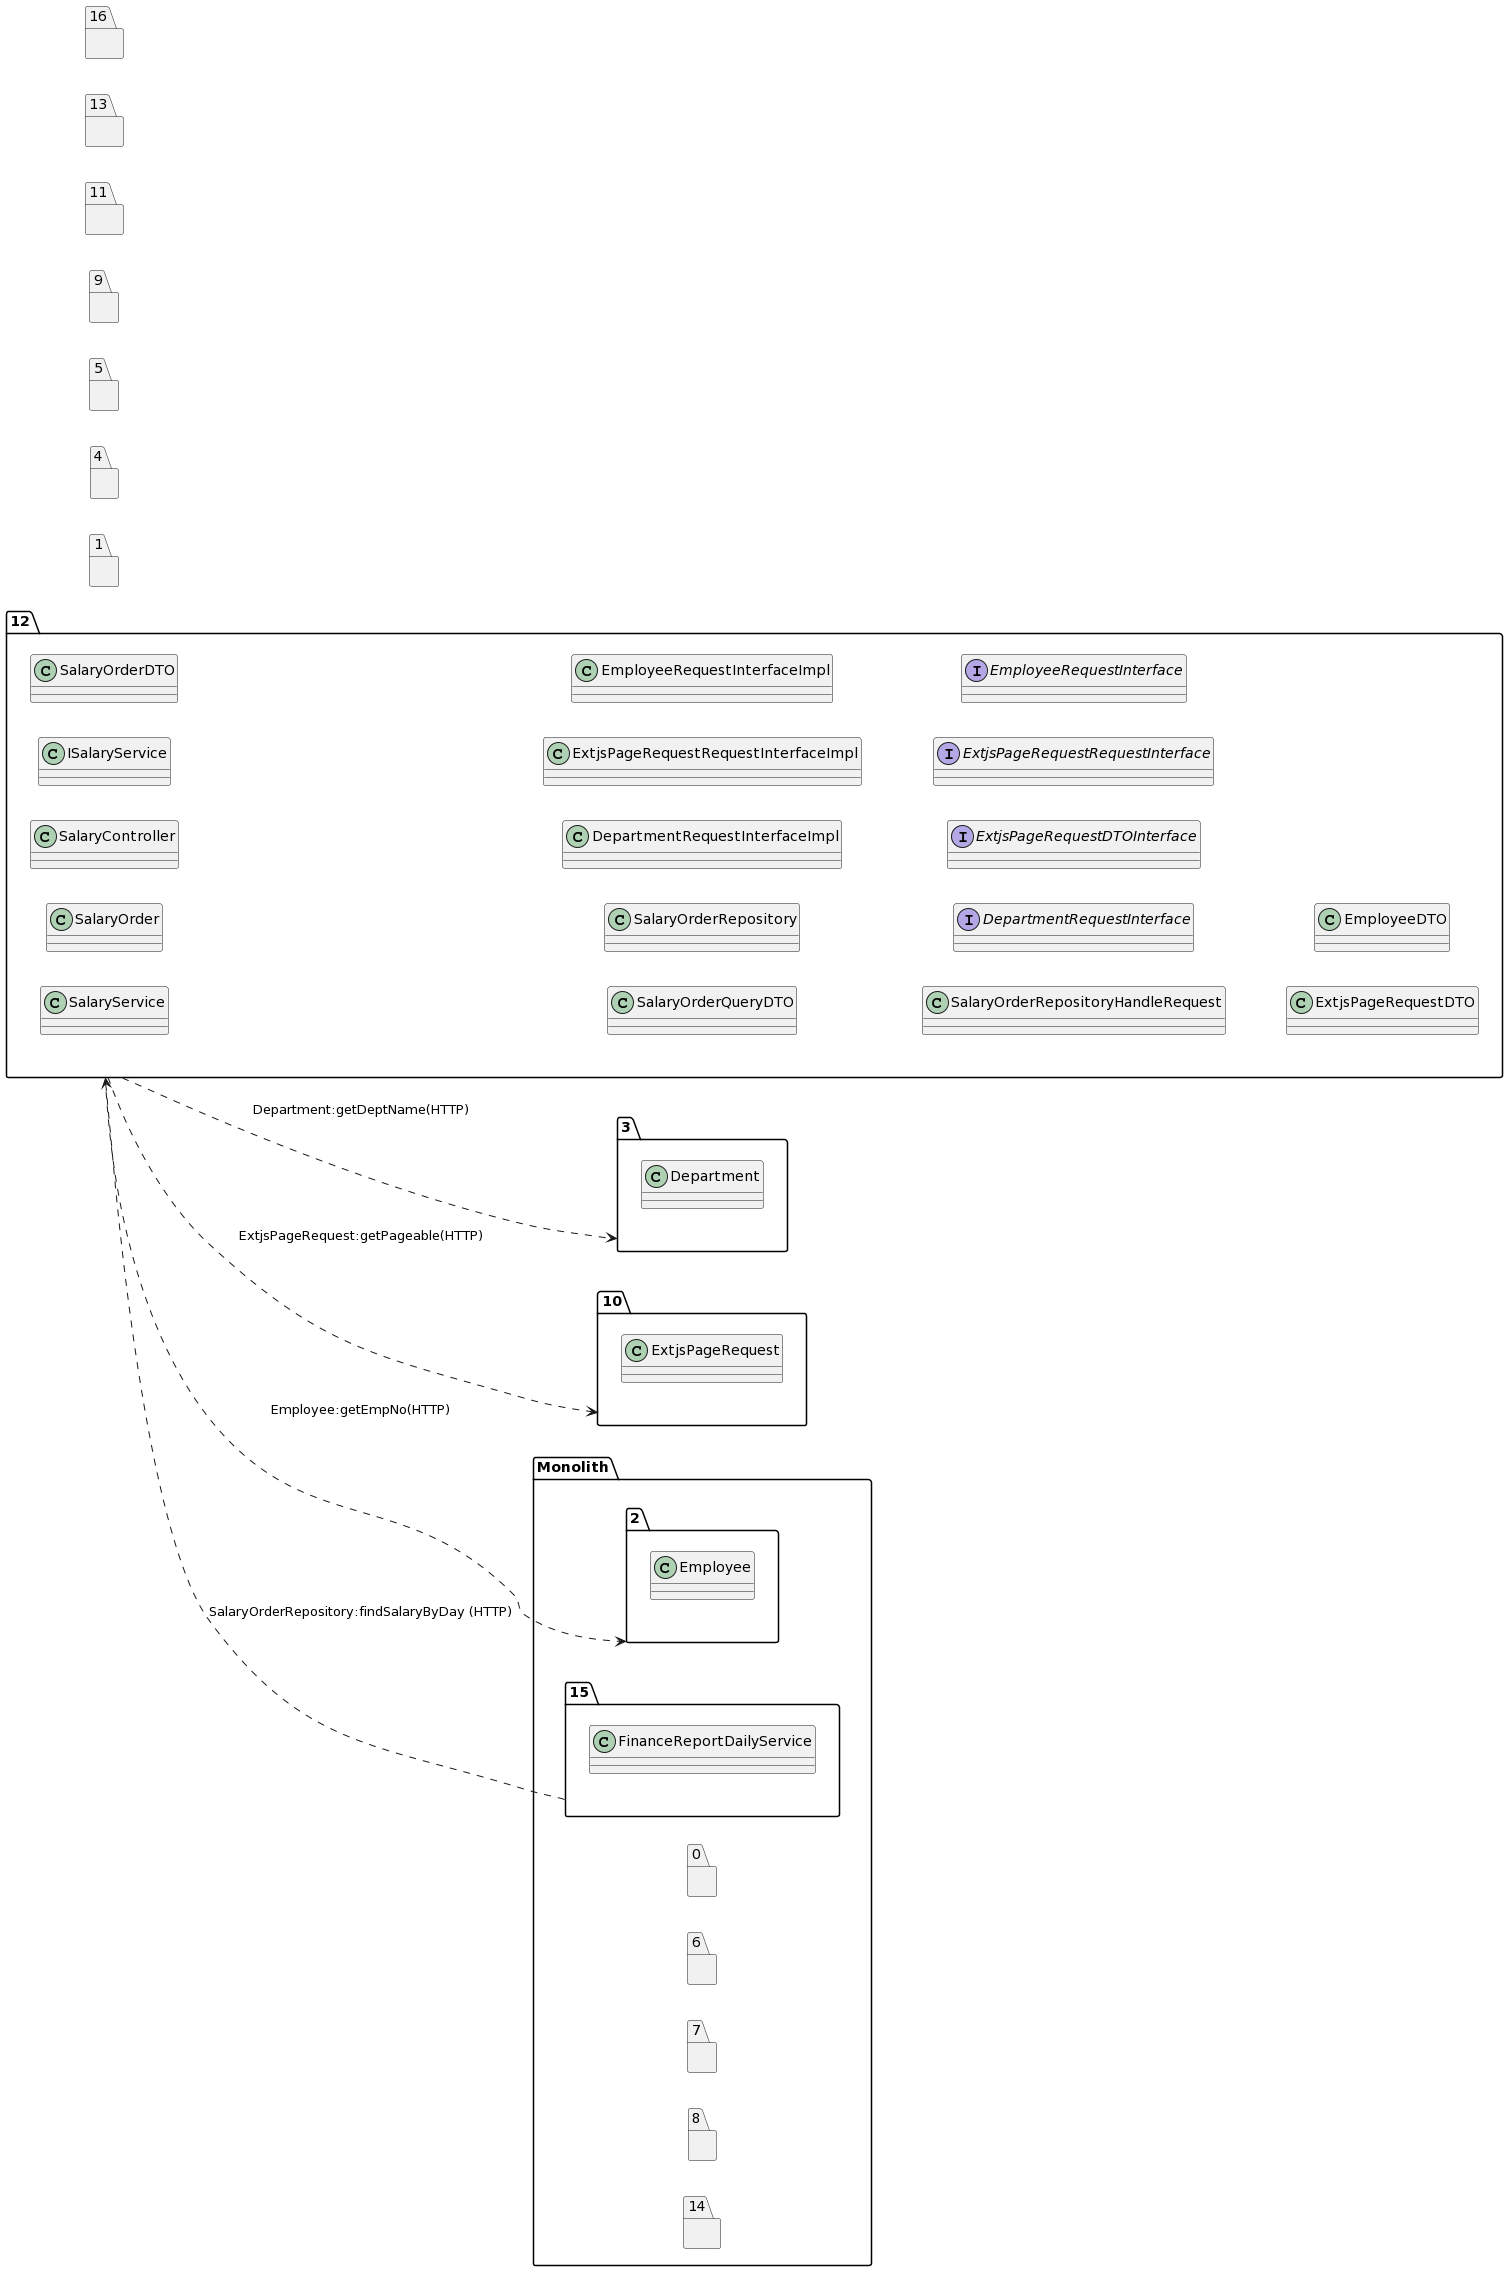 16
13
11
9
5
4
1
12
C SalaryOrderDTO
C EmployeeRequestInterfaceImpl
I EmployeeRequestInterface
C ISalaryService
C ExtjsPageRequestRequestInterfaceImpl
I ExtjsPageRequestRequestInterface
C SalaryController
C DepartmentRequestInterfaceImpl
I ExtjsPageRequestDTOInterface
C SalaryOrder
C SalaryOrderRepository
I DepartmentRequestInterface
C EmployeeDTO
C SalaryService
C SalaryOrderQueryDTO
C SalaryOrderRepositoryHandleRequest
C ExtjsPageRequestDTO
Department:getDeptName(HTTP)
3
C Department
ExtjsPageRequest:getPageable(HTTP)
10
C ExtjsPageRequest
Employee:getEmpNo(HTTP)
Monolith
2
C Employee
SalaryOrderRepository:findSalaryByDay (HTTP)
15
C FinanceReportDailyService
0
6
7
8
14